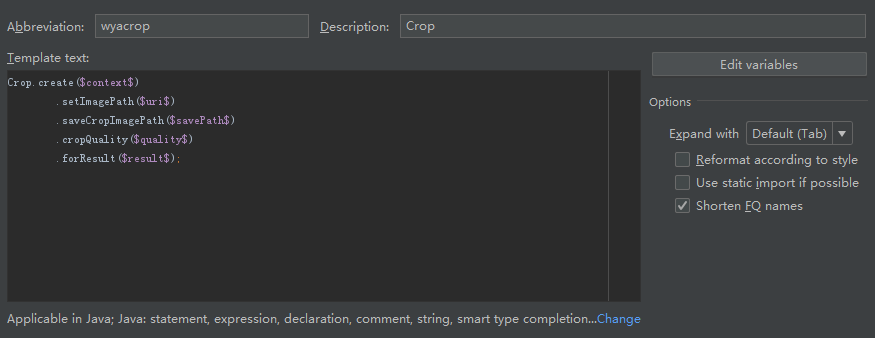 Abbreviation: wyacrop Description: Crop
Template text:
Crop.create($context$)
.setImagePath($uri$)
.saveCropImagePath($savePath$)
.cropQuality($quality$)
.forResult($result$);
Edit variables
Options
Expand with Default (Tab)
Reformat according to style
Use static import if possible
Shorten FQ names
Applicable in Java; Java: statement, expression, declaration, comment, string, smart type completion...Change